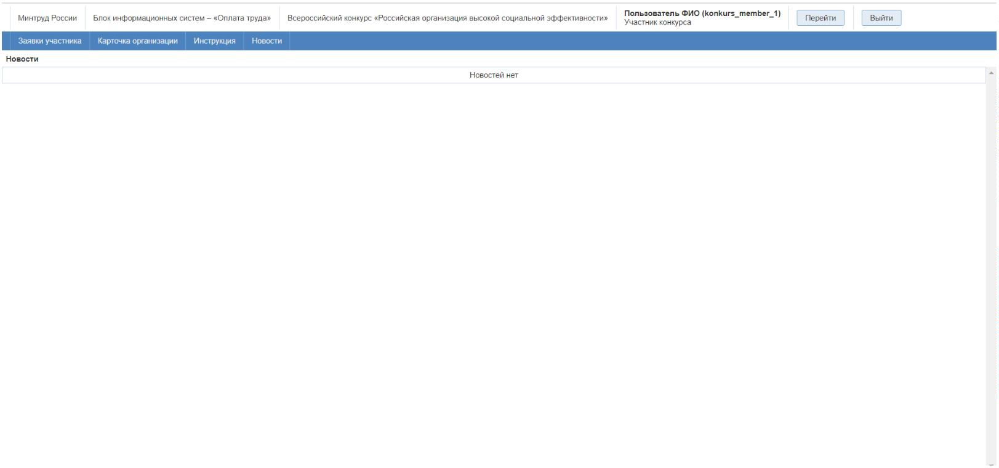 Минтруд России
Блок информационных систем – «Оплата труда»
Всероссийский конкурс «Российская организация высокой социальной эффективности»
Пользователь ФИО (konkurs_member_1)
Участник конкурса
Перейти
Выйти
Заявки участника
Карточка организации
Инструкция
Новости
Новости
Новостей нет